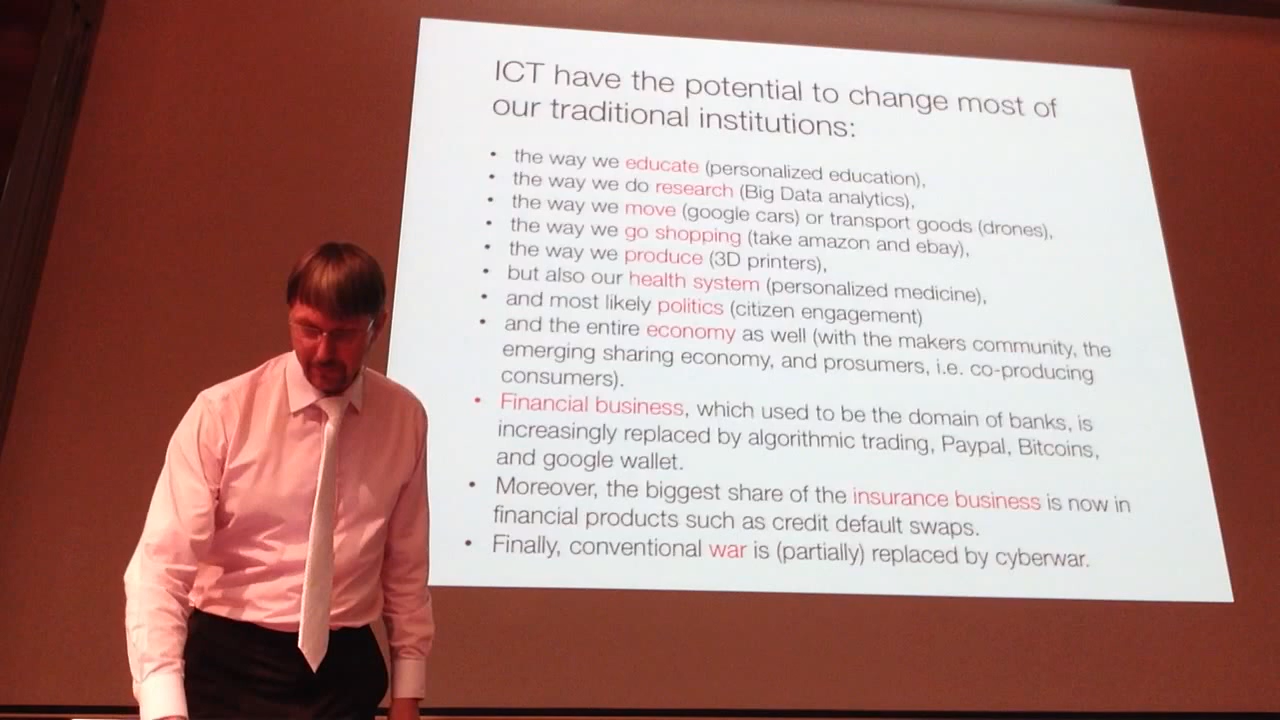 ICT have the potential to change most of
our traditional institutions:
• the way we educate (personalized education),
• the way we do research (Big Data analytics),
• the way we move (google cars) or transport goods (drones),
• the way we go shopping (take amazon and ebay),
• the way we produce (3D printers),
• but also our health system (personalized medicine),
• and most likely politics (citizen engagement)
• and the entire economy as well (with the makers community, the
emerging sharing economy, and prosumers, i.e. co-producing
consumers).
• Financial business, which used to be the domain of banks, is
increasingly replaced by algorithmic trading, Paypal, Bitcoins,
and google wallet.
• Moreover, the biggest share of the insurance business is now in
financial products such as credit default swaps.
• Finally, conventional war is (partially) replaced by cyberwar.